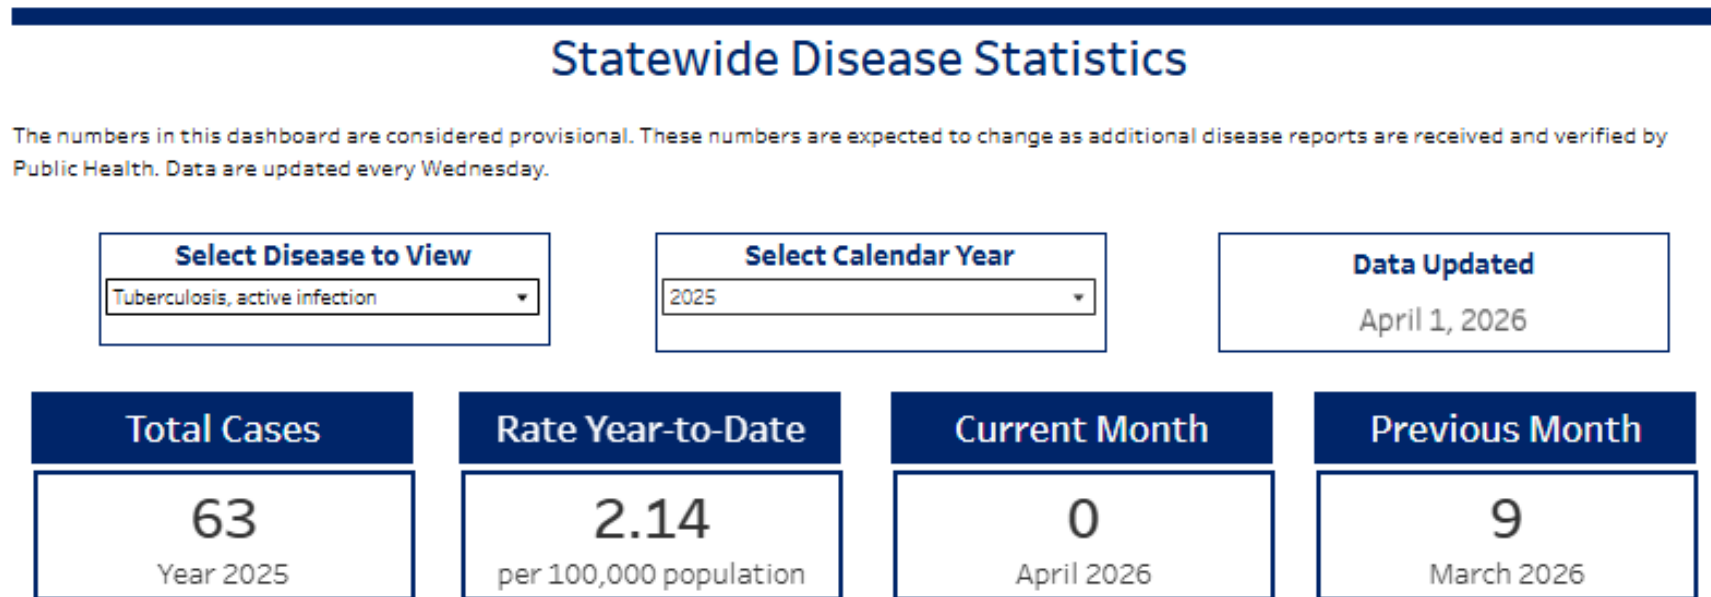 Statewide Disease Statistics
The numbers in this dashboard are considered provisional. These numbers are expected to change as additional disease reports are received and verified by
Public Health. Data are updated every Wednesday.
Select Disease to View
Tuberculosis, active infection
Select Calendar Year
2025
Data Updated
April 1, 2026
Total Cases
63
Year 2025
Rate Year-to-Date
2.14
per 100,000 population
Current Month
0
April 2026
Previous Month
9
March 2026